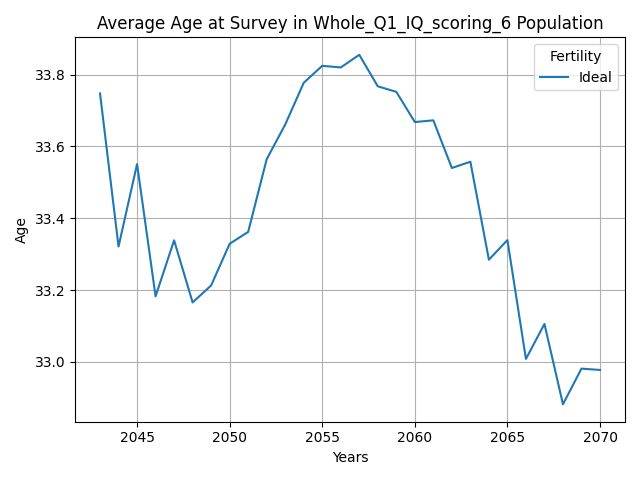 Average Age at Survey in Whole_Q1_IQ_scoring_6 Population
Fertility
Ideal
33.8
33.6
33.4
33.2
33.0
Age
2045 2050 2055 2060 2065 2070
Years